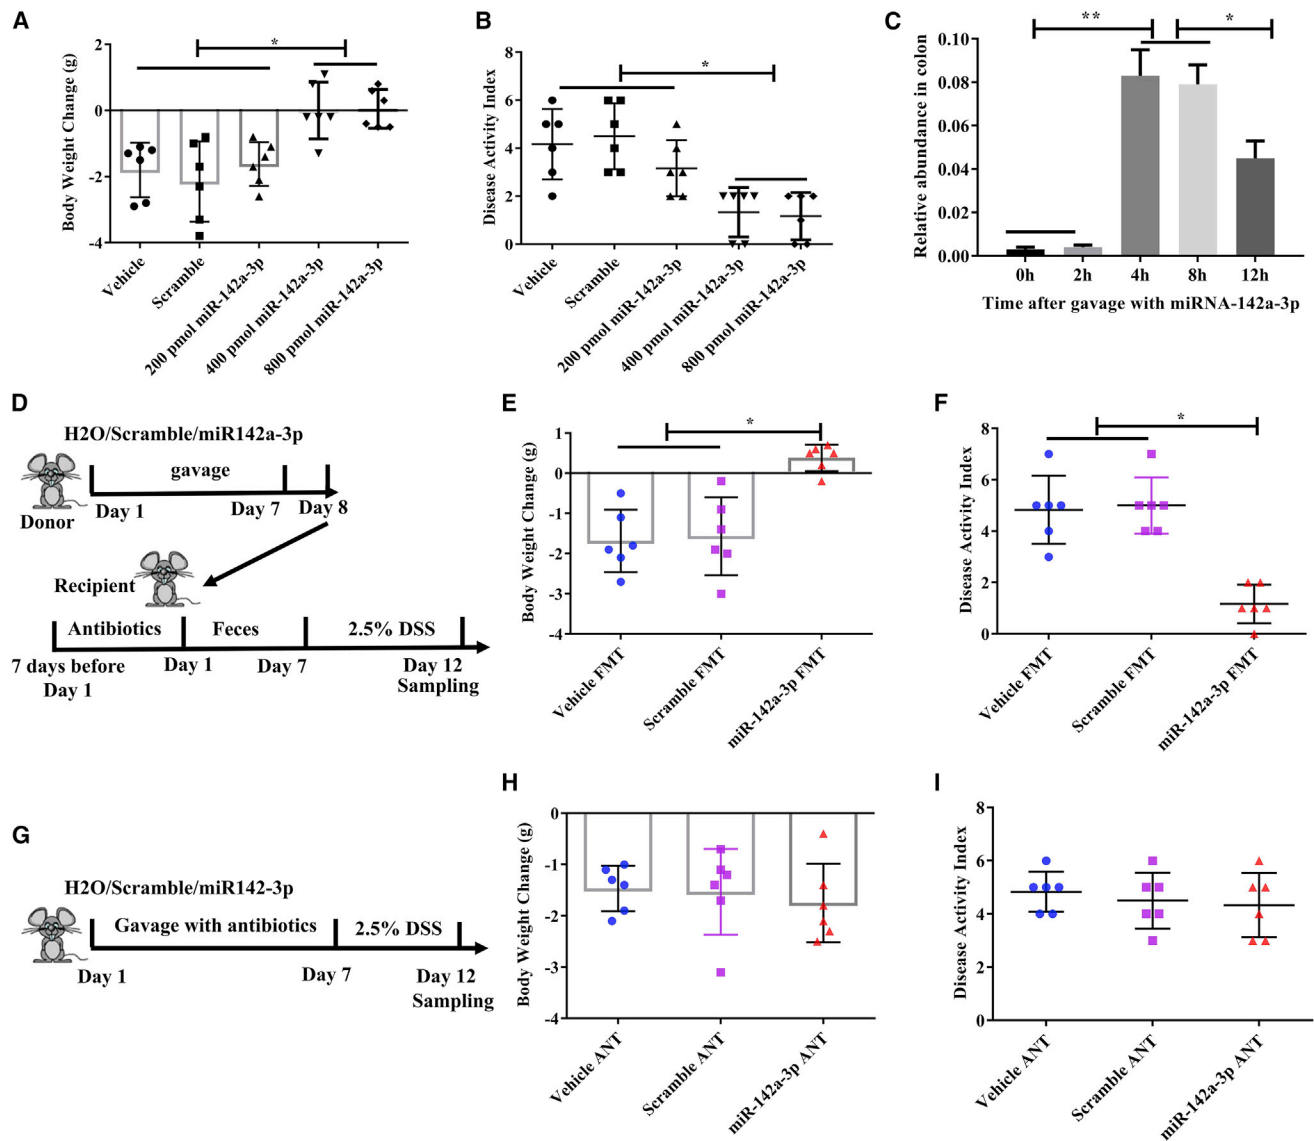 A
Body Weight Change (g)
2
0
-2
-4
*
Vehicle
Scramble
200 pmol miR-142a-3p
400 pmol miR-142a-3p
800 pmol miR-142a-3p
B
Disease Activity Index
8
6
4
2
0
*
Vehicle
Scramble
200 pmol miR-142a-3p
400 pmol miR-142a-3p
800 pmol miR-142a-3p
C
Relative abundance in colon
0.10
0.08
0.06
0.04
0.02
0.00
**
*
0h
2h
4h
8h
12h
Time after gavage with miRNA-142a-3p
D
H2O/Scramble/miR142a-3p
gavage
Donor
Day 1
Day 7
Day 8
Recipient
Antibiotics
Feces
2.5% DSS
7 days before
Day 1
Day 1
Day 7
Day 12
Sampling
E
Body Weight Change (g)
1
0
-1
-2
-3
-4
*
Vehicle FMT
Scramble FMT
miR-142a-3p FMT
F
Disease Activity Index
8
6
4
2
0
*
Vehicle FMT
Scramble FMT
miR-142a-3p FMT
G
H2O/Scramble/miR142-3p
Gavage with antibiotics
2.5% DSS
Day 1
Day 7
Day 12
Sampling
H
Body Weight Change (g)
0
-1
-2
-3
-4
Vehicle ANT
Scramble ANT
miR-142a-3p ANT
I
Disease Activity Index
8
6
4
2
0
Vehicle ANT
Scramble ANT
miR-142a-3p ANT